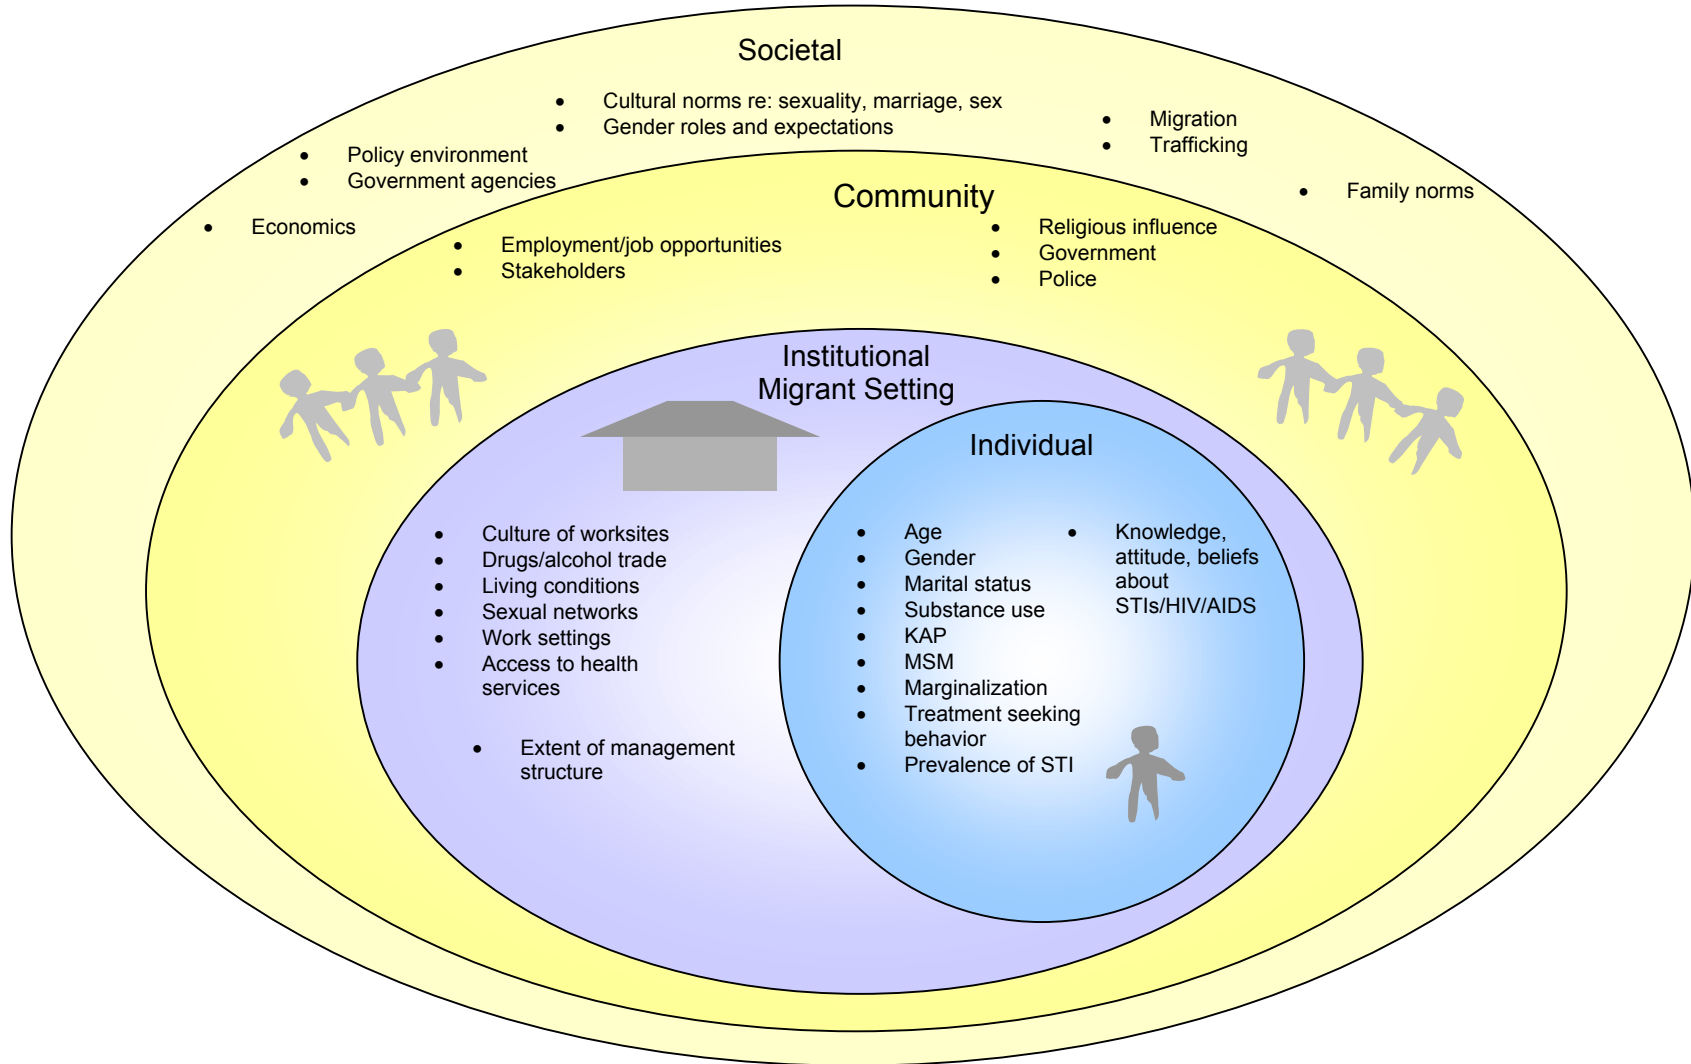 Societal
• Cultural norms re: sexuality, marriage, sex
• Gender roles and expectations
• Migration
• Trafficking
• Policy environment
• Government agencies
• Family norms
• Economics
Community
• Employment/job opportunities
• Stakeholders
• Religious influence
• Government
• Police
Institutional
Migrant Setting
• Culture of worksites
• Drugs/alcohol trade
• Living conditions
• Sexual networks
• Work settings
• Access to health
services
• Extent of management
structure
Individual
• Age
• Gender
• Marital status
• Substance use
• KAP
• MSM
• Marginalization
• Treatment seeking
behavior
• Prevalence of STI
• Knowledge,
attitude, beliefs
about
STIs/HIV/AIDS